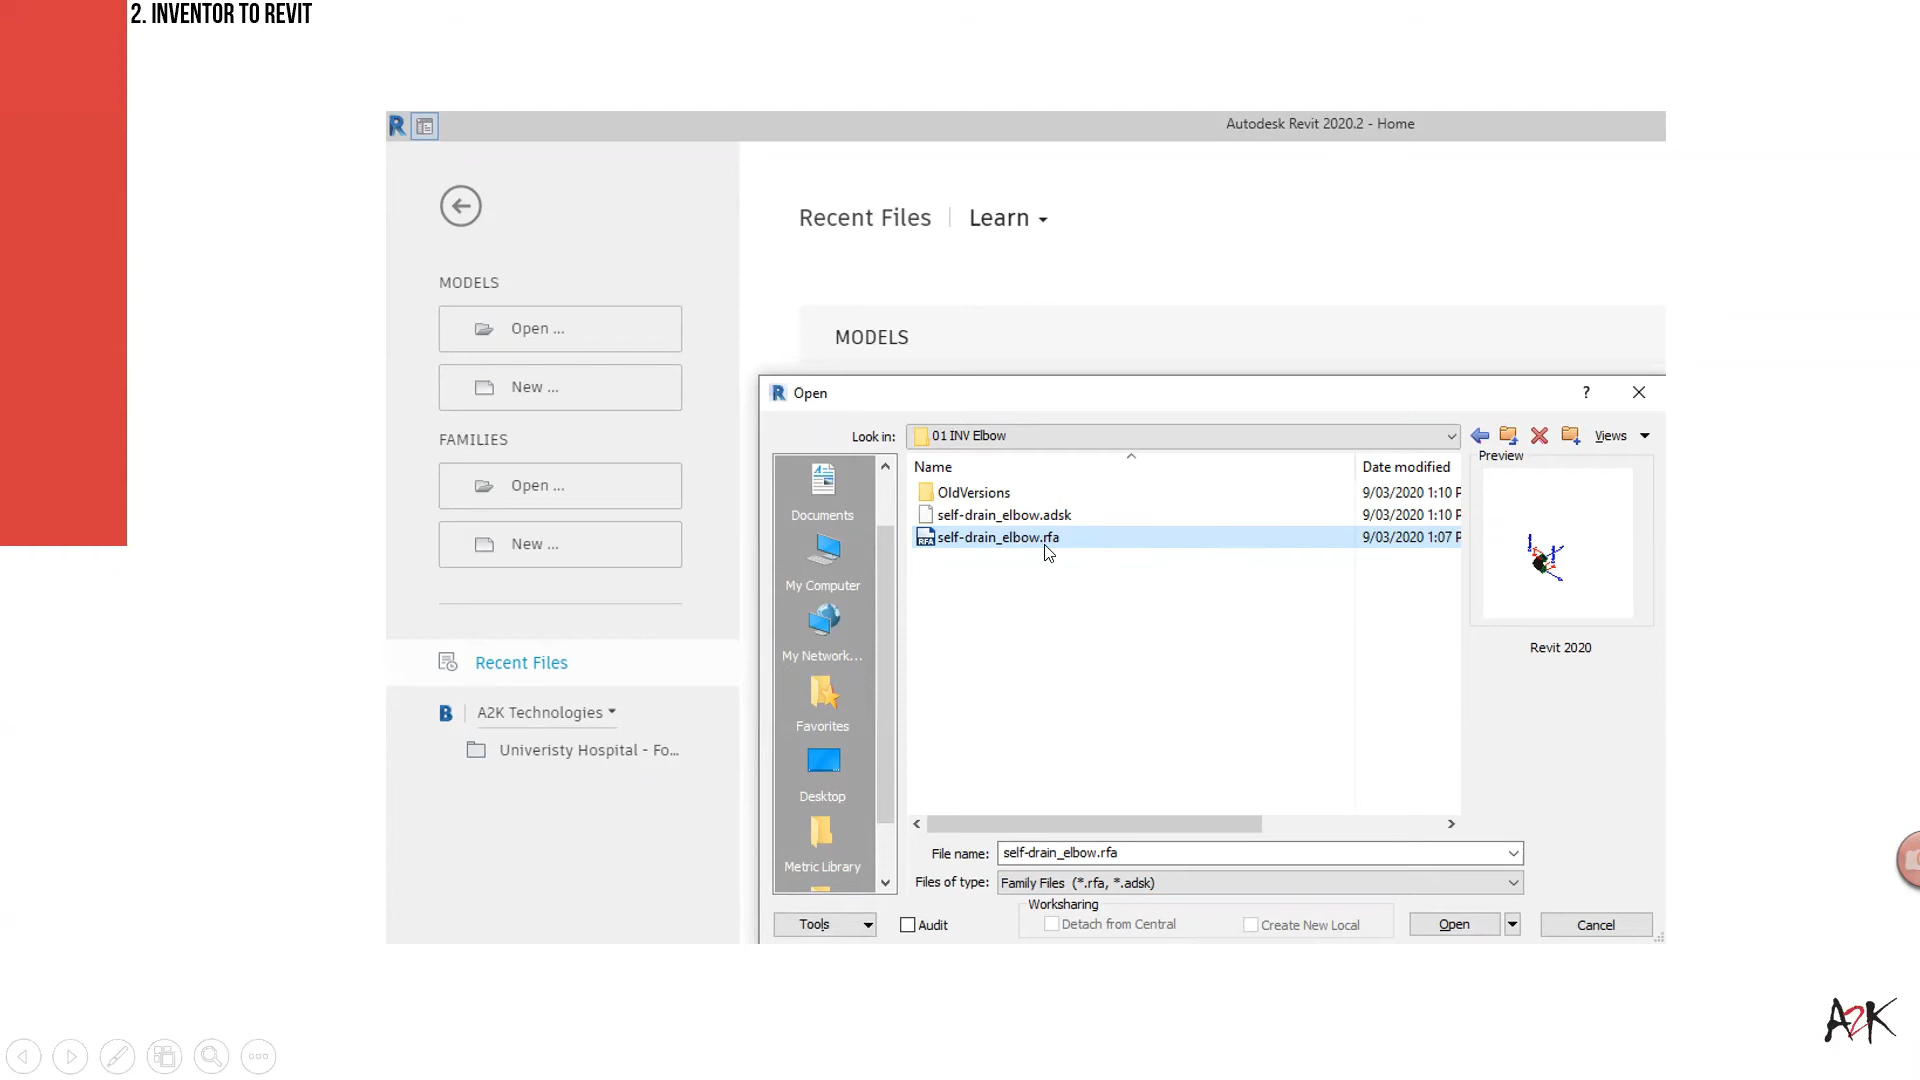 2. INVENTOR TO REVIT
Autodesk Revit 2020.2 - Home
Recent Files
Learn
MODELS
Open ...
New ...
FAMILIES
Open ...
New ...
Recent Files
A2K Technologies
Univeristy Hospital - Fo...
MODELS
Open
Look in:
01 INV Elbow
Views
Documents
My Computer
My Network...
Favorites
Desktop
Metric Library
Name
Date modified
OldVersions
9/03/2020 1:10 P
self-drain_elbow.adsk
9/03/2020 1:10 P
RFA
self-drain_elbow.rfa
9/03/2020 1:07 P
Preview
Revit 2020
File name:
self-drain_elbow.rfa
Files of type:
Family Files (*.rfa, *.adsk)
Tools
Audit
Worksharing
Detach from Central
Create New Local
Open
Cancel
A2K